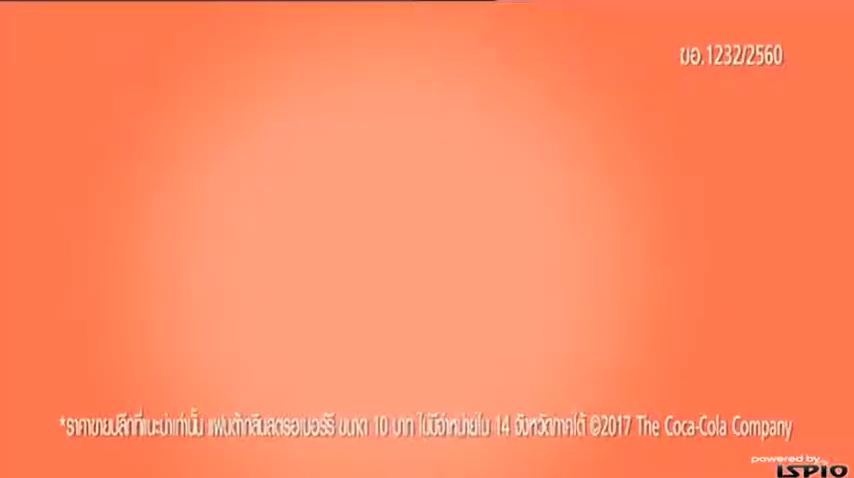 ฆอ.1232/2560
*ราคาขายปลีกที่แนะนำเท่านั้น แฟนต้ากลิ่นสตรอเบอร์รี ขนาด 10 บาท ไม่มีจำหน่ายใน 14 จังหวัดภาคใต้ ©2017 The Coca-Cola Company
powered by
iSPIO